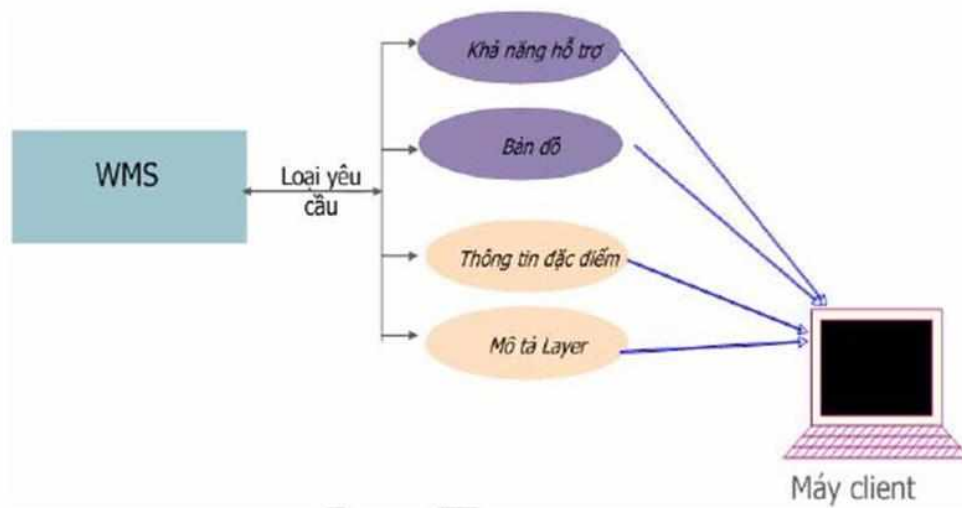 Khả năng hỗ trợ
Bản đồ
WMS
Loại yêu
cầu
Thông tin đặc điểm
Mô tả Layer
Máy client